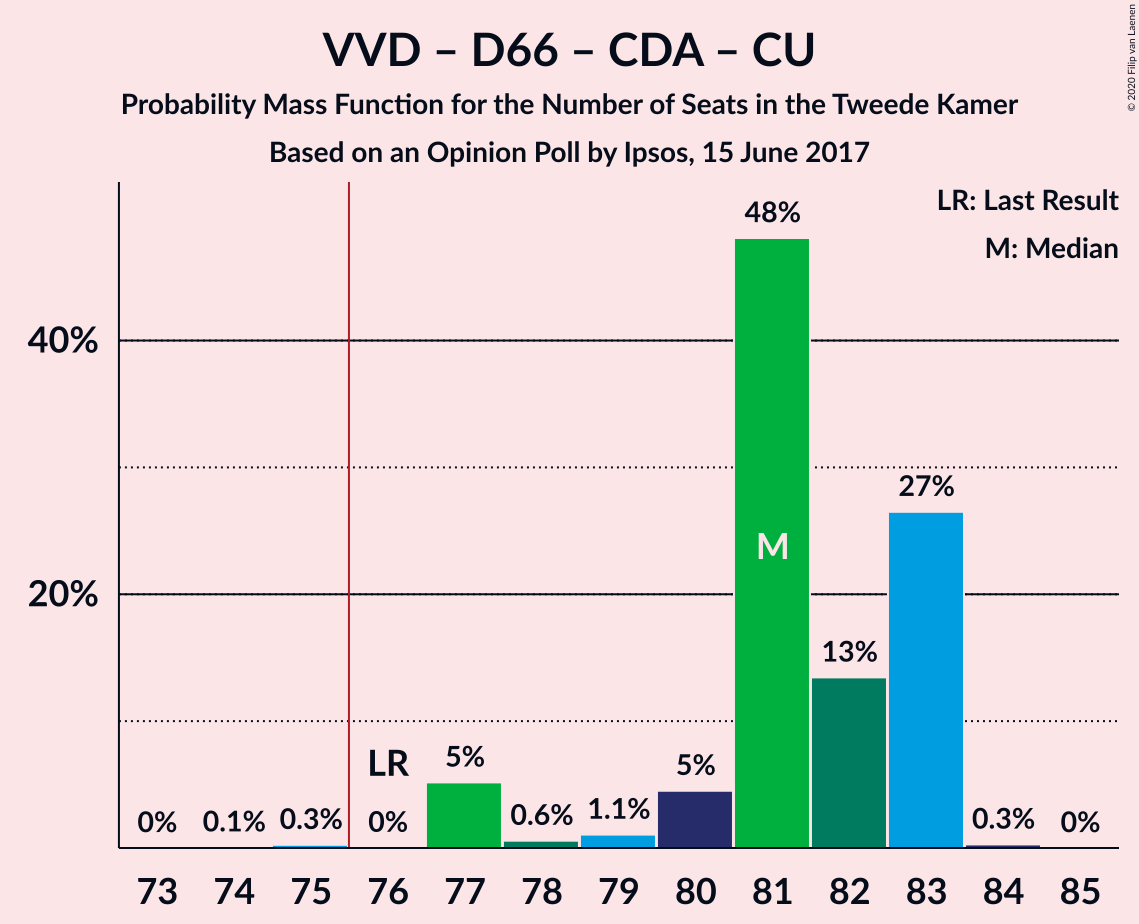 VVD – D66 – CDA – CU
Probability Mass Function for the Number of Seats in the Tweede Kamer
Based on an Opinion Poll by Ipsos, 15 June 2017
© 2020 Filip van Laenen
LR: Last Result
M: Median
48%
40%
27%
M
20%
13%
LR
5%
5%
0%
0.1%
0.3%
0%
0.6%
1.1%
0.3%
0%
73 74 75 76 77 78 79 80 81 82 83 84 85